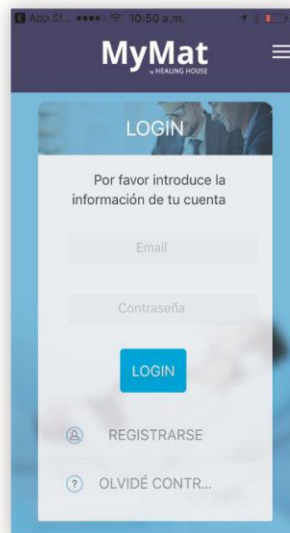 App St... 10:50 a.m.
MyMat
by HEALING HOUSE
LOGIN
Por favor introduce la
información de tu cuenta
Email
Contraseña
LOGIN
REGISTRARSE
? OLVIDÉ CONTR...